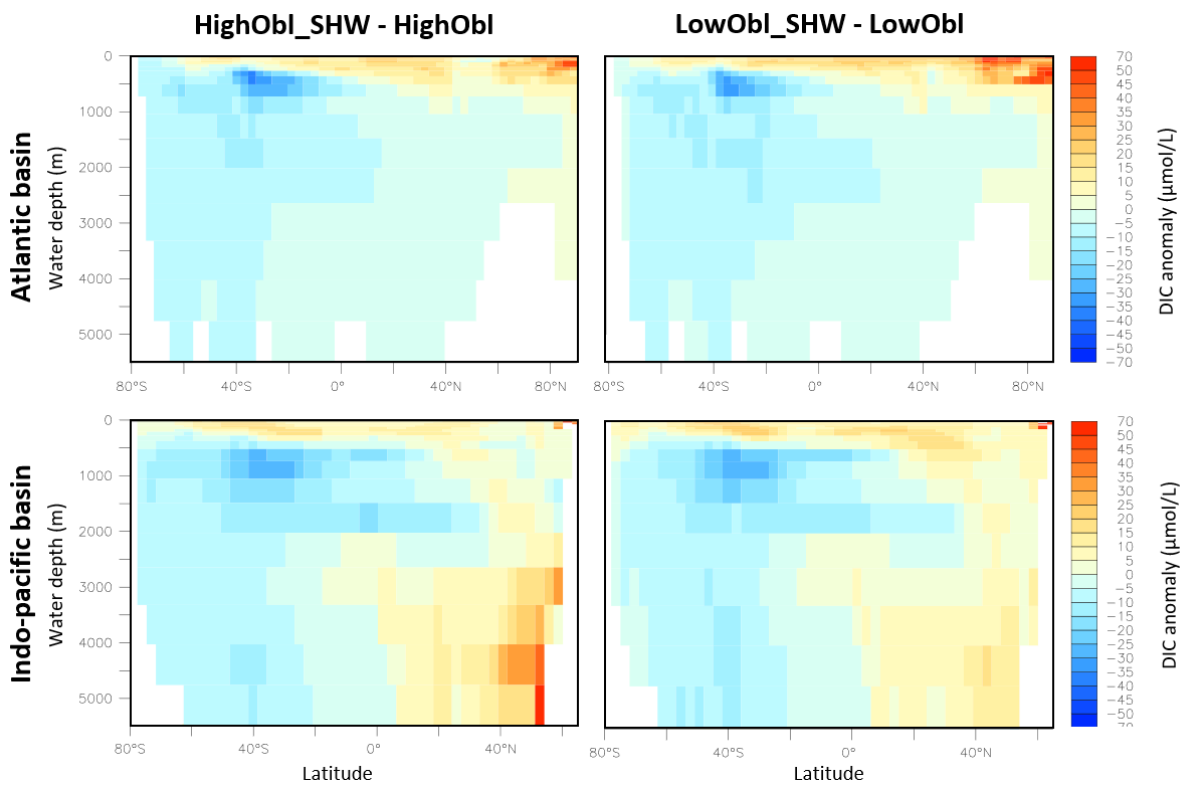 HighObl_SHW - HighObl
LowObl_SHW - LowObl
Atlantic basin
Water depth (m)
0
1000
2000
3000
4000
5000
80°S
40°S
0°
40°N
80°N
80°S
40°S
0°
40°N
80°N
70
50
45
40
35
30
25
20
15
10
5
0
-5
-10
-15
-20
-25
-30
-35
-40
-45
-50
-70
DIC anomaly (µmol/L)
Indo-pacific basin
Water depth (m)
0
1000
2000
3000
4000
5000
80°S
40°S
0°
40°N
Latitude
80°S
40°S
0°
40°N
Latitude
70
50
45
40
35
30
25
20
15
10
5
0
-5
-10
-15
-20
-25
-30
-35
-40
-45
-50
-70
DIC anomaly (µmol/L)